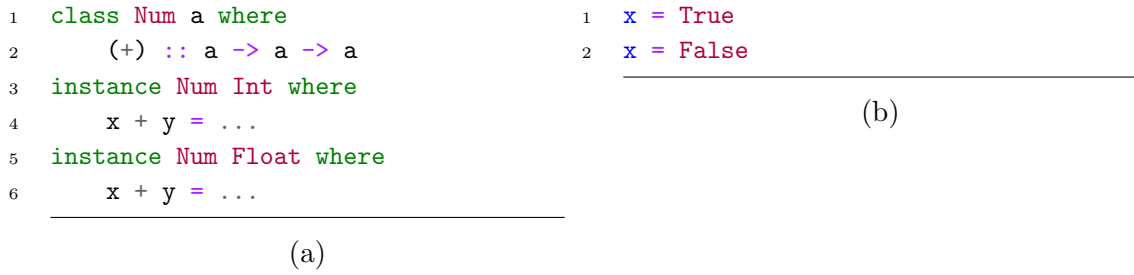 1 class Num a where
2 (+) :: a -> a -> a
3 instance Num Int where
4 x + y = ...
5 instance Num Float where
6 x + y = ...
(a)
1 x = True
2 x = False
(b)